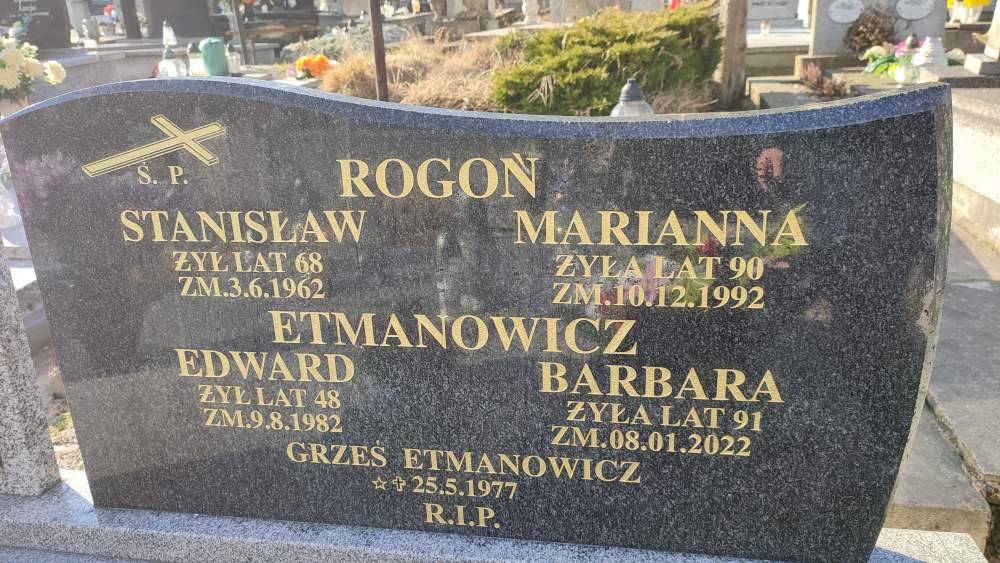 Ś. P.
ROGOŃ
STANISŁAW MARIANNA
ŻYŁ LAT 68 ŻYŁA LAT 90
ZM.3.6.1962 ZM.10.12.1992
ETMANOWICZ
EDWARD BARBARA
ŻYŁ LAT 48 ŻYŁA LAT 91
ZM.9.8.1982 ZM.08.01.2022
GRZEŚ ETMANOWICZ
☆✝25.5.1977
R.I.P.